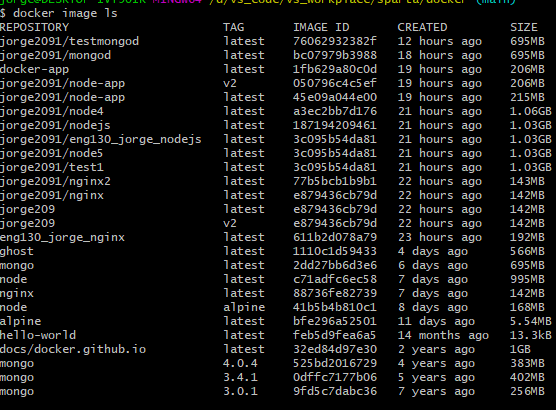 $ docker image ls
REPOSITORY TAG IMAGE ID CREATED SIZE
jorge2091/testmongod latest 76062932382f 12 hours ago 695MB
jorge2091/mongod latest bc07979b3988 18 hours ago 695MB
docker-app latest 1fb629a80c0d 19 hours ago 206MB
jorge2091/node-app v2 050796c4c5ef 19 hours ago 206MB
jorge2091/node-app latest 45e09a044e00 19 hours ago 215MB
jorge2091/node4 latest a3ec2bb7d176 21 hours ago 1.06GB
jorge2091/nodejs latest 187194209461 21 hours ago 1.03GB
jorge2091/eng130_jorge_nodejs latest 3c095b54da81 21 hours ago 1.03GB
jorge2091/node5 latest 3c095b54da81 21 hours ago 1.03GB
jorge2091/test1 latest 3c095b54da81 21 hours ago 1.03GB
jorge2091/nginx2 latest 77b5bcb1b9b1 22 hours ago 143MB
jorge2091/nginx latest e879436cb79d 22 hours ago 142MB
jorge209 latest e879436cb79d 22 hours ago 142MB
jorge209 v2 e879436cb79d 22 hours ago 142MB
eng130_jorge_nginx latest 611b2d078a79 23 hours ago 192MB
ghost latest 1110c1d59433 4 days ago 566MB
mongo latest 2dd27bb6d3e6 6 days ago 695MB
node latest c71adfc6ec58 7 days ago 995MB
nginx latest 88736fe82739 7 days ago 142MB
node alpine 41b5b4b810c1 8 days ago 168MB
alpine latest bfe296a52501 11 days ago 5.54MB
hello-world latest feb5d9fea6a5 14 months ago 13.3kB
docs/docker.github.io latest 32ed84d97e30 2 years ago 1GB
mongo 4.0.4 525bd2016729 4 years ago 383MB
mongo 3.4.1 0dffc7177b06 5 years ago 402MB
mongo 3.0.1 9fd5c7dabc36 7 years ago 256MB